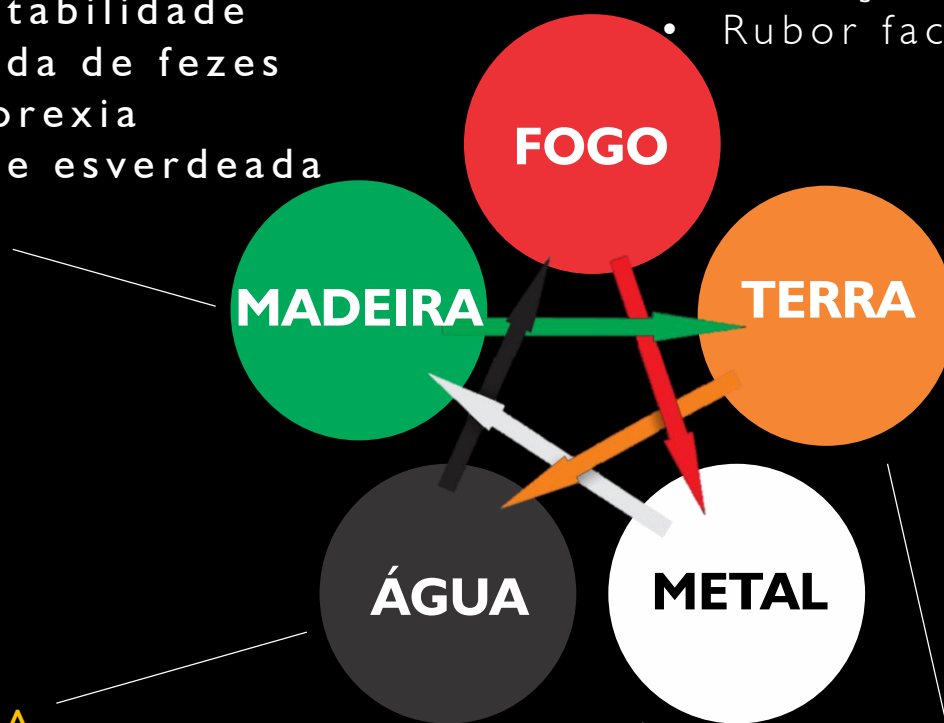 tabilidade
da de fezes
orexia
e esverdeada
• Rubor fac
FOGO
MADEIRA
TERRA
ÁGUA
METAL